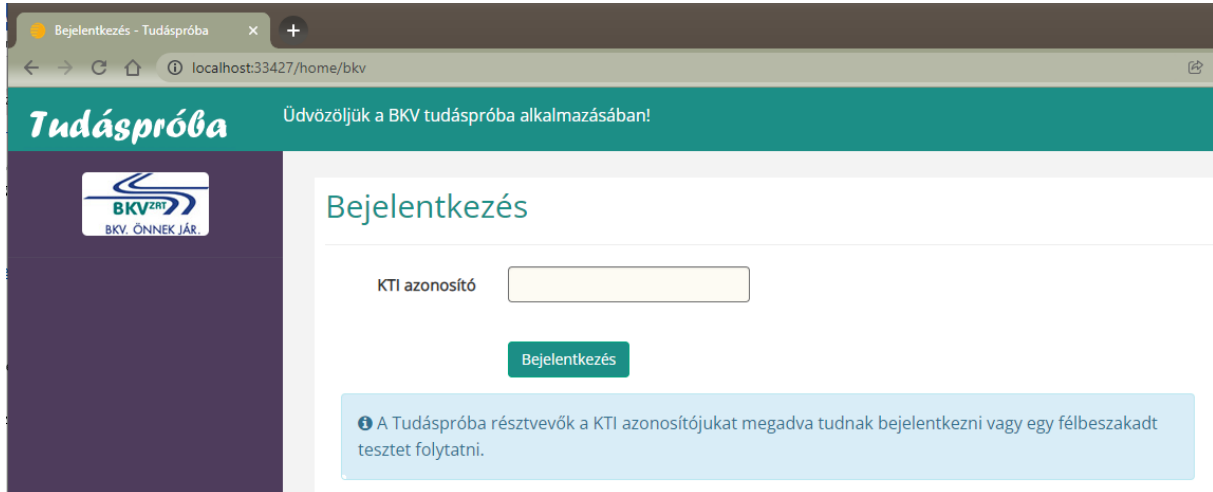 Bejelentkezés - Tudáspróba
localhost:33427/home/bkv
Tudáspróba
Üdvözöljük a BKV tudáspróba alkalmazásában!
BKV ZRT
BKV. ÖNNEK JÁR.
Bejelentkezés
KTI azonosító
Bejelentkezés
A Tudáspróba résztvevők a KTI azonosítójukat megadva tudnak bejelentkezni vagy egy félbeszakadt
tesztet folytatni.